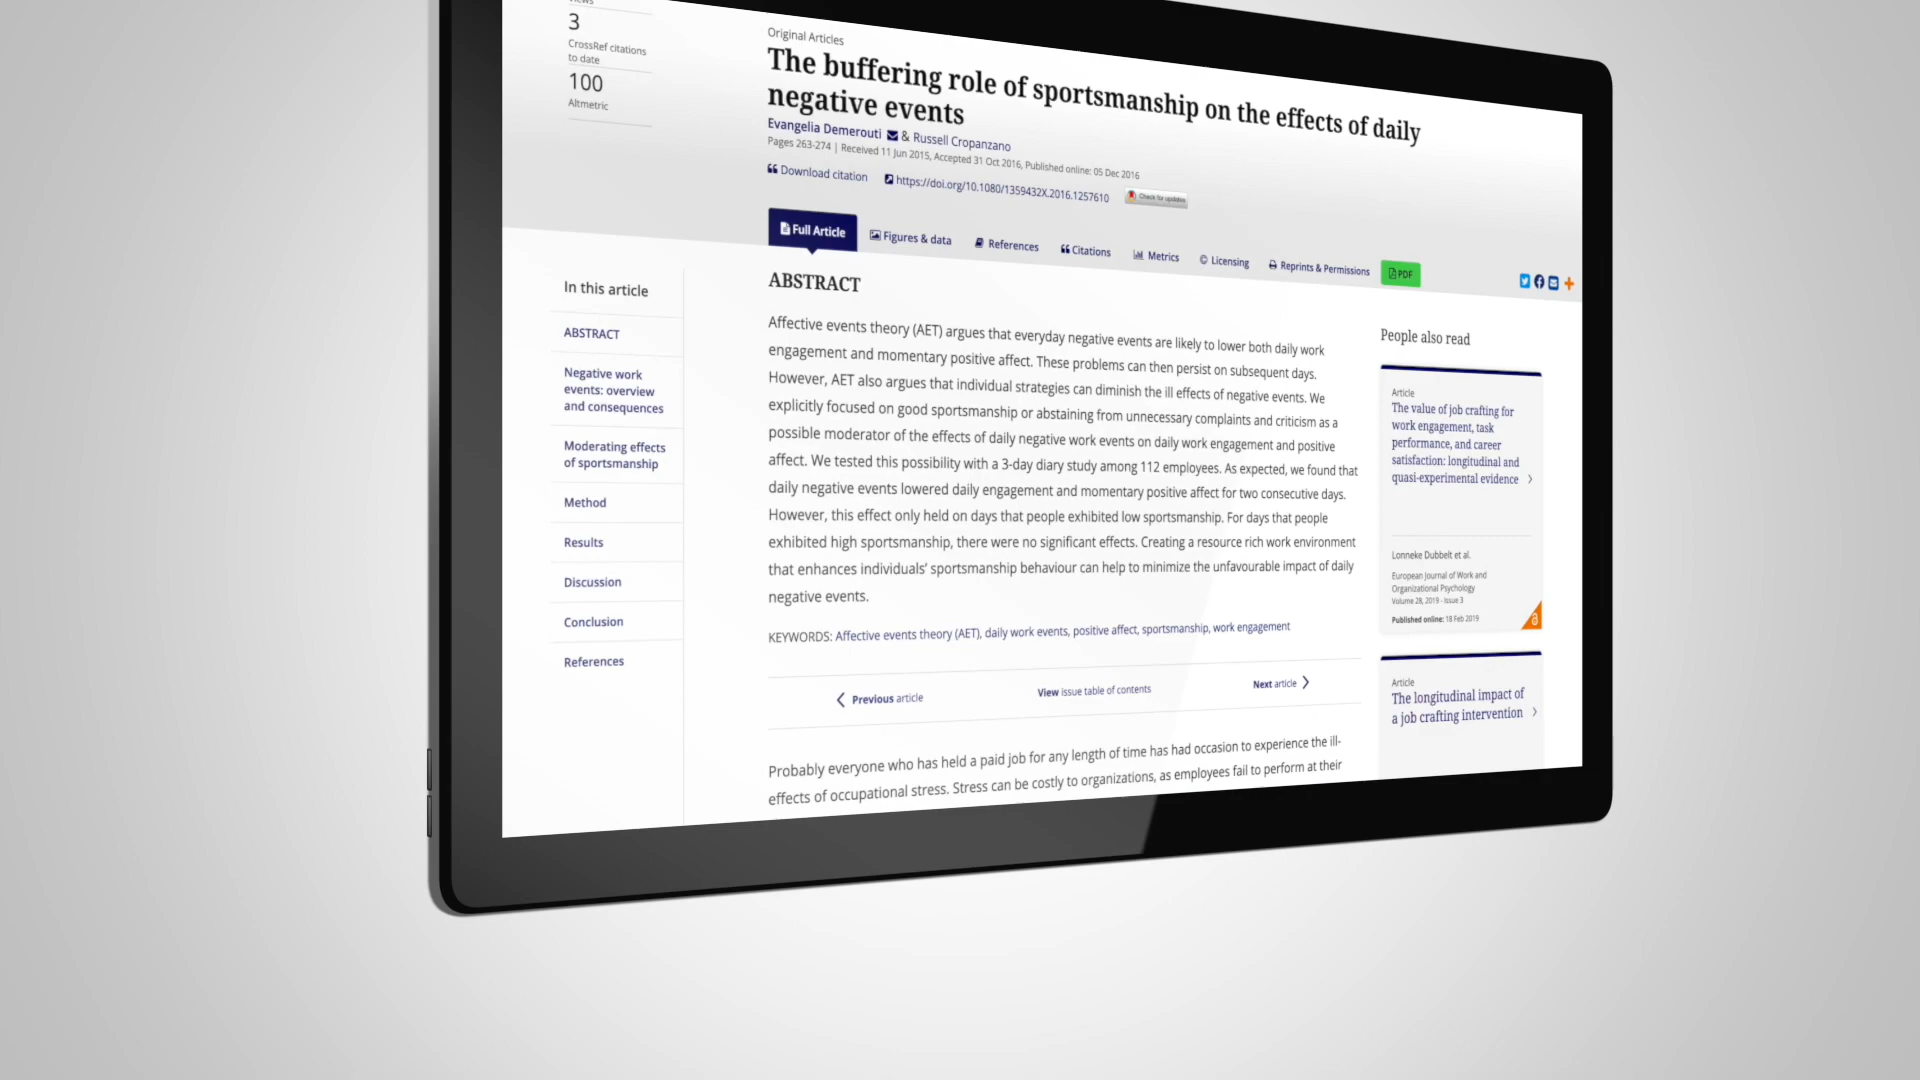 3
CrossRef citations
to date
100
Altmetric
Original Articles
The buffering role of sportsmanship on the effects of daily
negative events
Evangelia Demerouti & Russell Cropanzano
Pages 263-274 | Received 11 Jun 2015, Accepted 31 Oct 2016, Published online: 05 Dec 2016
Download citation https://doi.org/10.1080/1359432X.2016.1257610 Check for updates
Full Article Figures & data References Citations Metrics Licensing Reprints & Permissions PDF
In this article
ABSTRACT
Negative work
events: overview
and consequences
Moderating effects
of sportsmanship
Method
Results
Discussion
Conclusion
References
ABSTRACT
Affective events theory (AET) argues that everyday negative events are likely to lower both daily work
engagement and momentary positive affect. These problems can then persist on subsequent days.
However, AET also argues that individual strategies can diminish the ill effects of negative events. We
explicitly focused on good sportsmanship or abstaining from unnecessary complaints and criticism as a
possible moderator of the effects of daily negative work events on daily work engagement and positive
affect. We tested this possibility with a 3-day diary study among 112 employees. As expected, we found that
daily negative events lowered daily engagement and momentary positive affect for two consecutive days.
However, this effect only held on days that people exhibited low sportsmanship. For days that people
exhibited high sportsmanship, there were no significant effects. Creating a resource rich work environment
that enhances individuals' sportsmanship behaviour can help to minimize the unfavourable impact of daily
negative events.
KEYWORDS: Affective events theory (AET), daily work events, positive affect, sportsmanship, work engagement
Previous article View issue table of contents Next article
Probably everyone who has held a paid job for any length of time has had occasion to experience the ill-
effects of occupational stress. Stress can be costly to organizations, as employees fail to perform at their
People also read
Article
The value of job crafting for
work engagement, task
performance, and career
satisfaction: longitudinal and
quasi-experimental evidence
Lonneke Dubbelt et al.
European Journal of Work and
Organizational Psychology
Volume 28, 2019 - Issue 3
Published online: 18 Feb 2019
Article
The longitudinal impact of
a job crafting intervention